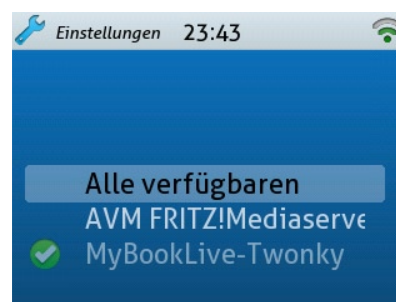 Einstellungen 23:43
Alle verfügbaren
AVM FRITZ!Mediaserve
MyBookLive-Twonky